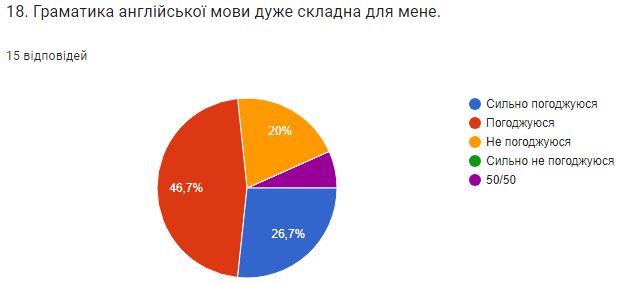 18. Граматика англійської мови дуже складна для мене.
15 відповідей
Сильно погоджуюся
Погоджуюся
Не погоджуюся
Сильно не погоджуюся
50/50
20%
46,7%
26,7%